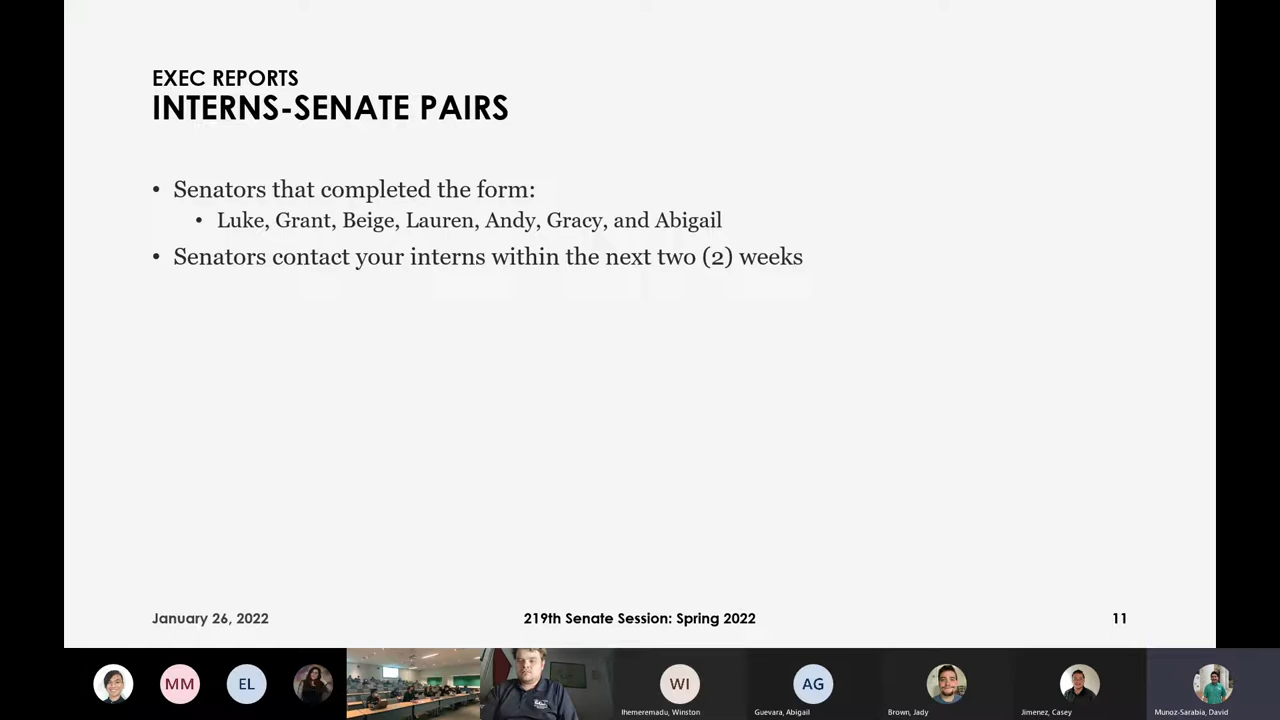 EXEC REPORTS
INTERNS-SENATE PAIRS
• Senators that completed the form:
• Luke, Grant, Beige, Lauren, Andy, Gracy, and Abigail
• Senators contact your interns within the next two (2) weeks
January 26, 2022
219th Senate Session: Spring 2022
11
MM
EL
WI
AG
Ihemeremadu, Winston
Guevara, Abigail
Brown, Jady
Jimenez, Casey
Munoz-Sarabia, David